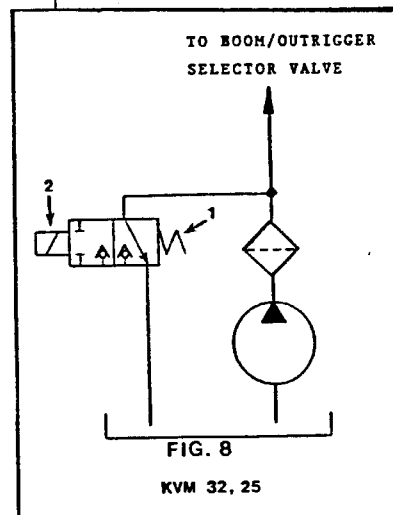 TO BOOM/OUTRIGGER
SELECTOR VALVE
2
1
FIG. 8
KVM 32, 25